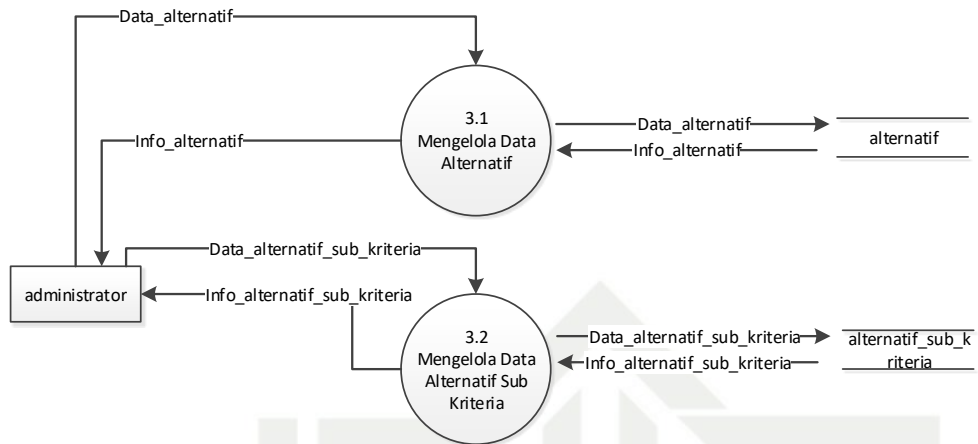 Data_alternatif
3.1
Mengelola Data
Alternatif
Data_alternatif
Info_alternatif
Info_alternatif
alternatif
Data_alternatif_sub_kriteria
administrator
Info_alternatif_sub_kriteria
3.2
Mengelola Data
Alternatif Sub
Kriteria
Data_alternatif_sub_kriteria
Info_alternatif_sub_kriteria
alternatif_sub_k
riteria